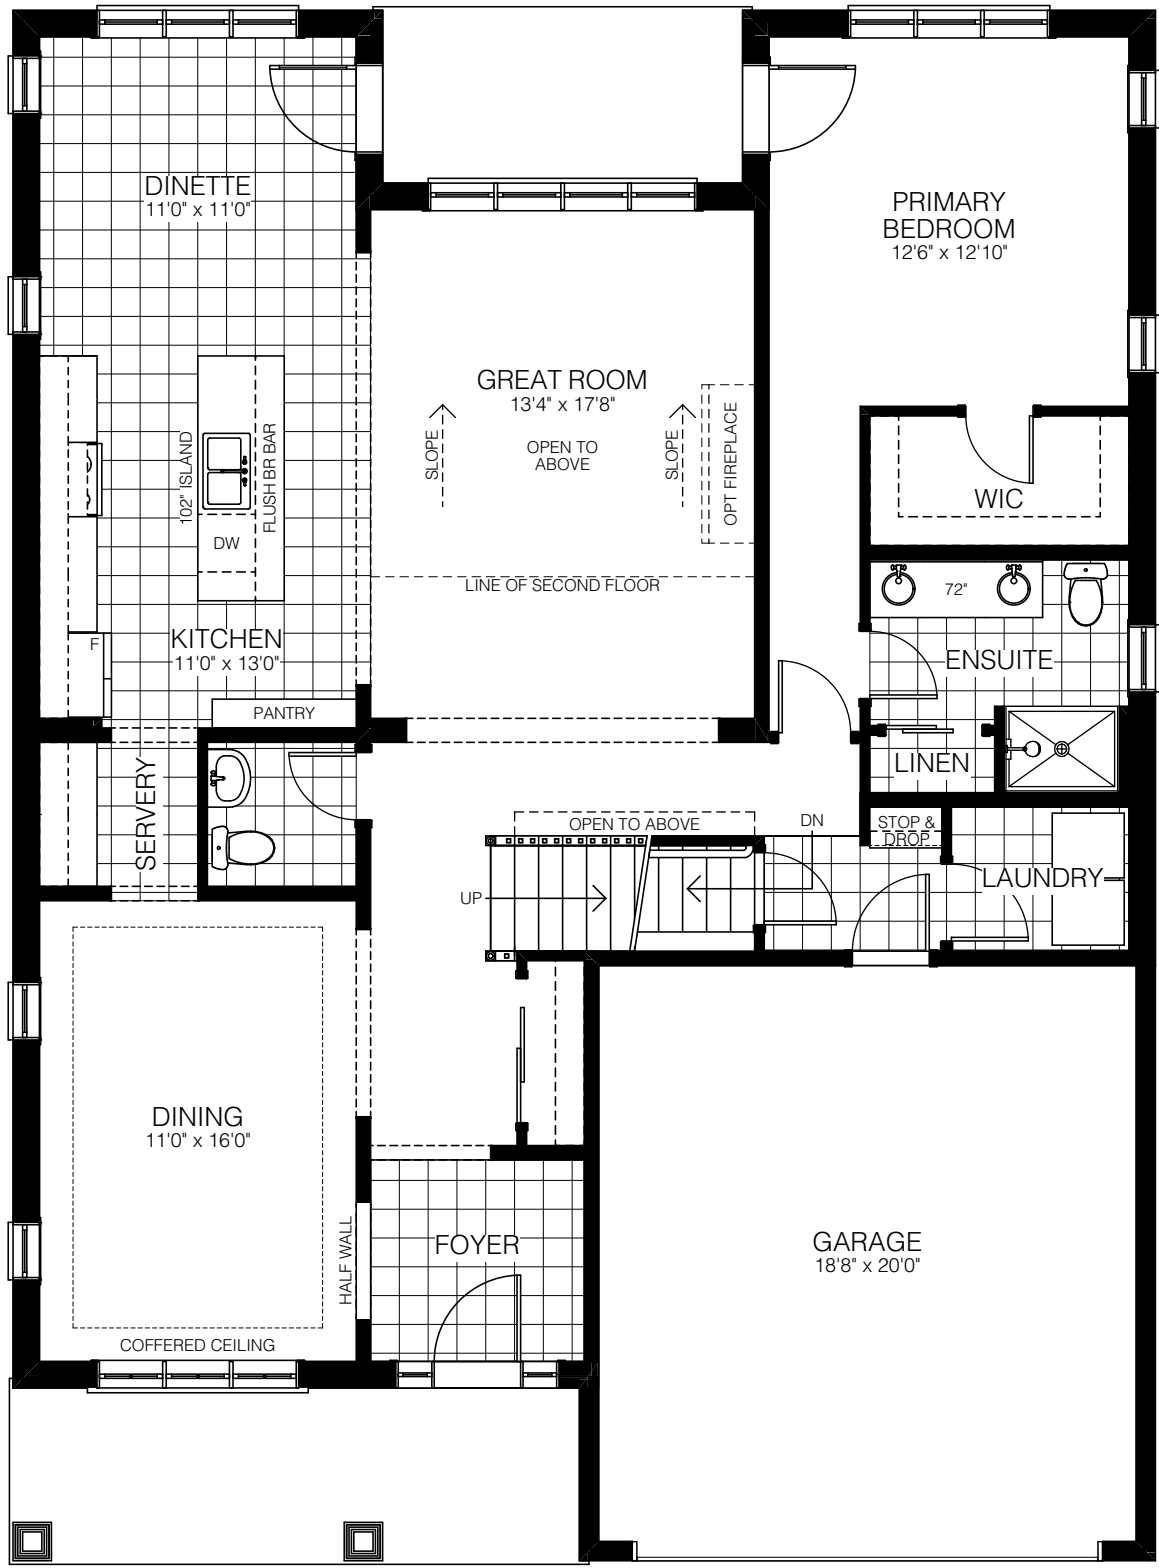 DINETTE
11'0" x 11'0"
PRIMARY
BEDROOM
12'6" x 12'10"
GREAT ROOM
13'4" x 17'8"
OPEN TO
ABOVE
SLOPE
SLOPE
OPT FIREPLACE
102" ISLAND
FLUSH BR BAR
DW
WIC
LINE OF SECOND FLOOR
72"
F
KITCHEN
11'0" x 13'0"
ENSUITE
PANTRY
SERVERY
LINEN
OPEN TO ABOVE
DN
STOP &
DROP
UP
LAUNDRY
DINING
11'0" x 16'0"
HALF WALL
FOYER
GARAGE
18'8" x 20'0"
COFFERED CEILING